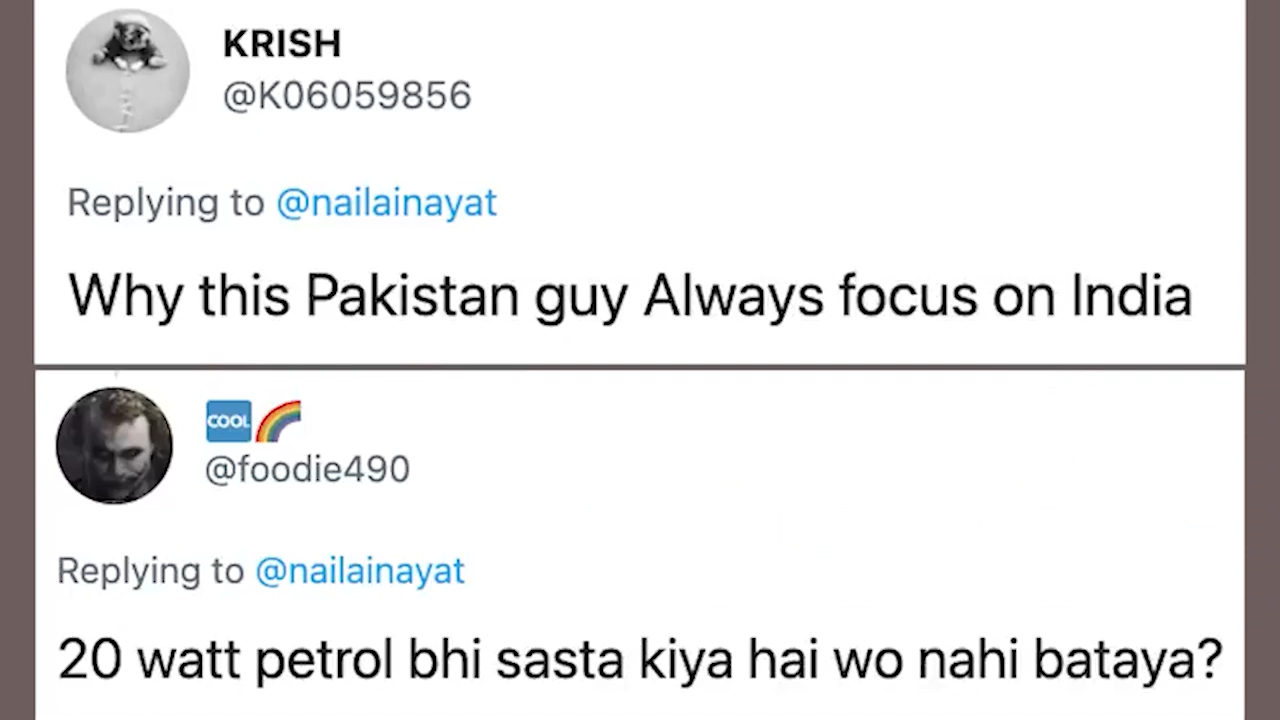 KRISH
@K06059856
Replying to @nailainayat
Why this Pakistan guy Always focus on India
COOL
@foodie490
Replying to @nailainayat
20 watt petrol bhi sasta kiya hai wo nahi bataya?